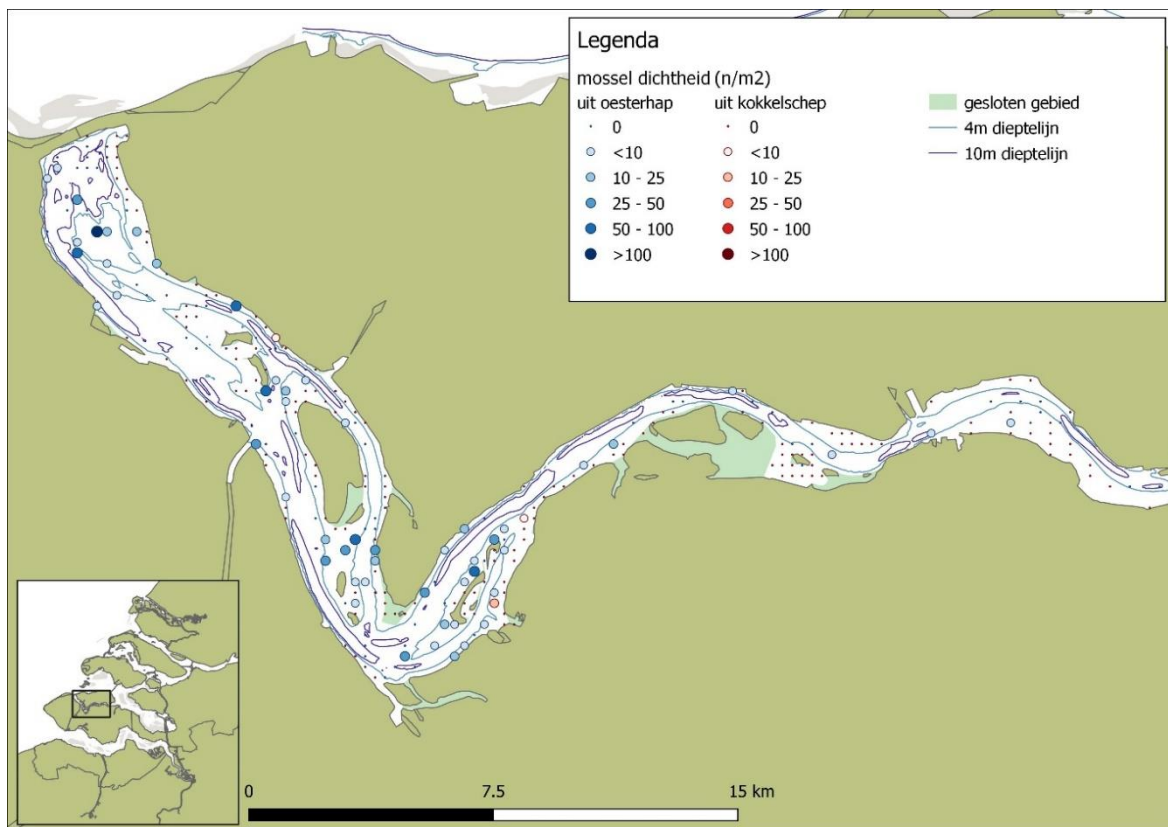 Legenda
mossel dichtheid (n/m2)
uit oesterhap uit kokkelschep
0 0 gesloten gebied
<10 <10 4m dieptelijn
10 - 25 10 - 25 10m dieptelijn
25 - 50 25 - 50
50 - 100 50 - 100
>100 >100
0 7.5 15 km